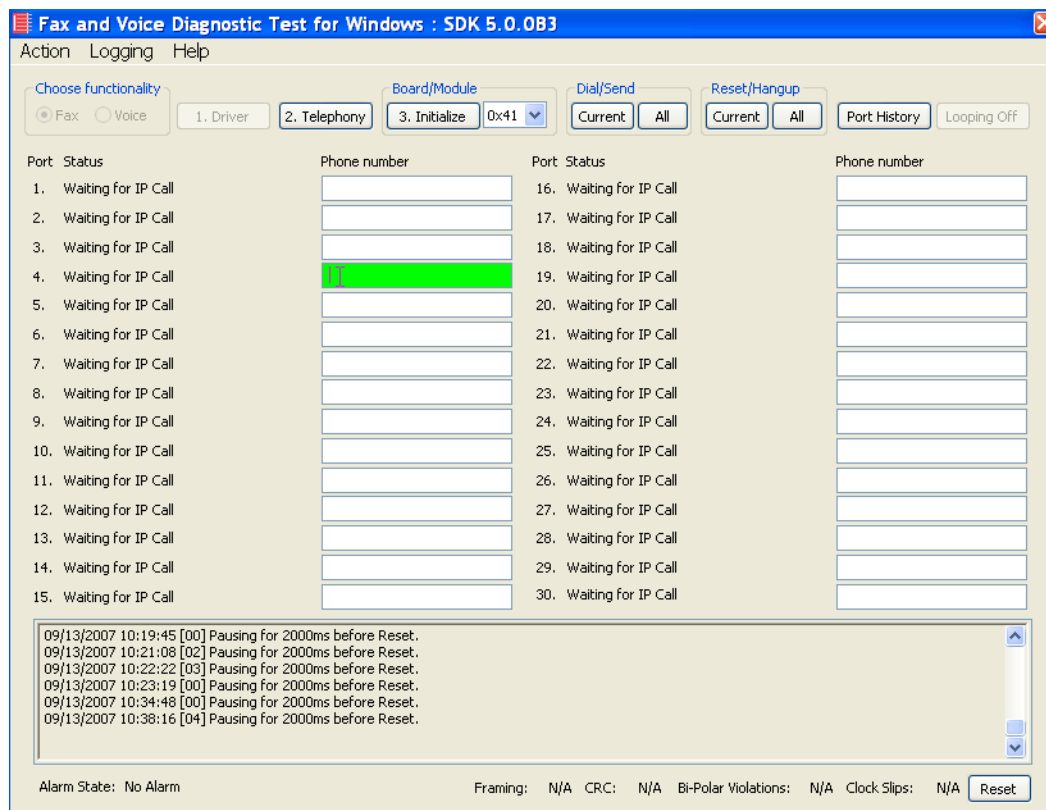 Fax and Voice Diagnostic Test for Windows : SDK 5.0.0B3
Action Logging Help
Choose functionality Board/Module Dial/Send Reset/Hangup
Fax Voice 1. Driver 2. Telephony 3. Initialize 0x41 Current All Current All Port History Looping Off
Port Status Phone number Port Status Phone number
1. Waiting for IP Call 16. Waiting for IP Call
2. Waiting for IP Call 17. Waiting for IP Call
3. Waiting for IP Call 18. Waiting for IP Call
4. Waiting for IP Call 19. Waiting for IP Call
5. Waiting for IP Call 20. Waiting for IP Call
6. Waiting for IP Call 21. Waiting for IP Call
7. Waiting for IP Call 22. Waiting for IP Call
8. Waiting for IP Call 23. Waiting for IP Call
9. Waiting for IP Call 24. Waiting for IP Call
10. Waiting for IP Call 25. Waiting for IP Call
11. Waiting for IP Call 26. Waiting for IP Call
12. Waiting for IP Call 27. Waiting for IP Call
13. Waiting for IP Call 28. Waiting for IP Call
14. Waiting for IP Call 29. Waiting for IP Call
15. Waiting for IP Call 30. Waiting for IP Call
09/13/2007 10:19:45 [00] Pausing for 2000ms before Reset.
09/13/2007 10:21:08 [02] Pausing for 2000ms before Reset.
09/13/2007 10:22:22 [03] Pausing for 2000ms before Reset.
09/13/2007 10:23:19 [00] Pausing for 2000ms before Reset.
09/13/2007 10:34:48 [00] Pausing for 2000ms before Reset.
09/13/2007 10:38:16 [04] Pausing for 2000ms before Reset.
Alarm State: No Alarm Framing: N/A CRC: N/A Bi-Polar Violations: N/A Clock Slips: N/A Reset